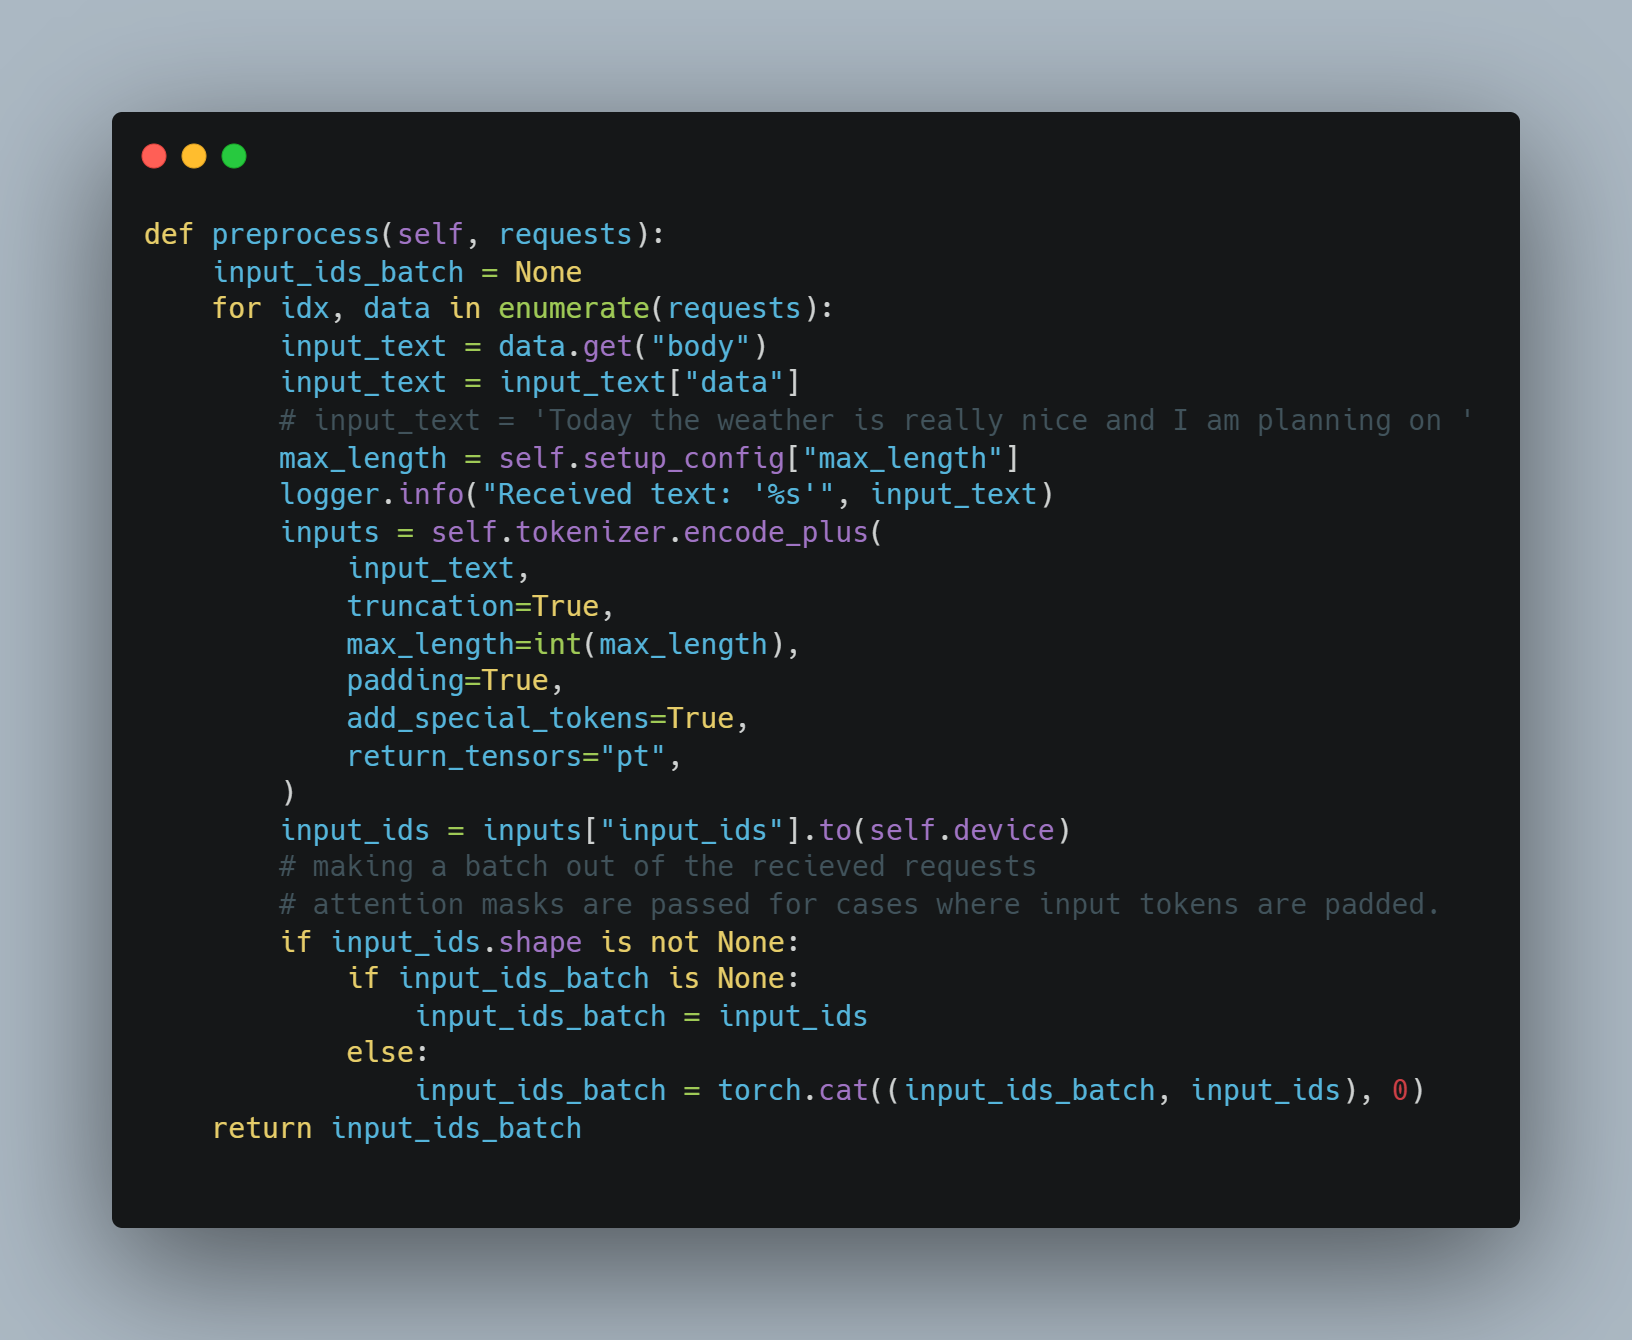 def preprocess(self, requests):
    input_ids_batch = None
    for idx, data in enumerate(requests):
        input_text = data.get("body")
        input_text = input_text["data"]
        # input_text = 'Today the weather is really nice and I am planning on '
        max_length = self.setup_config["max_length"]
        logger.info("Received text: '%s'", input_text)
        inputs = self.tokenizer.encode_plus(
            input_text,
            truncation=True,
            max_length=int(max_length),
            padding=True,
            add_special_tokens=True,
            return_tensors="pt",
        )
        input_ids = inputs["input_ids"].to(self.device)
        # making a batch out of the recieved requests
        # attention masks are passed for cases where input tokens are padded.
        if input_ids.shape is not None:
            if input_ids_batch is None:
                input_ids_batch = input_ids
            else:
                input_ids_batch = torch.cat((input_ids_batch, input_ids), 0)
    return input_ids_batch